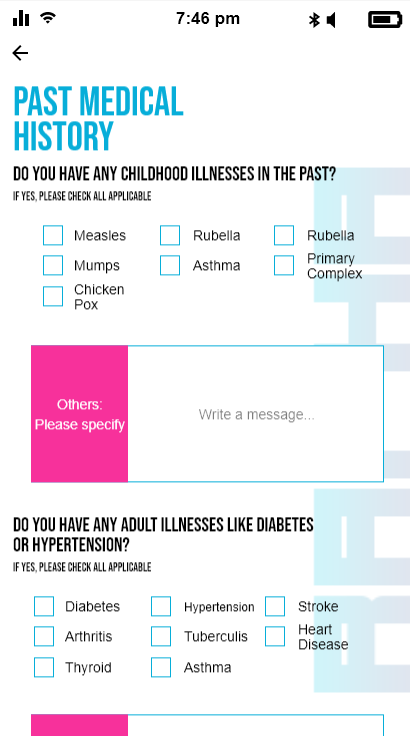 7:46 pm
PAST MEDICAL
HISTORY
DO YOU HAVE ANY CHILDHOOD ILLNESSES IN THE PAST?
IF YES, PLEASE CHECK ALL APPLICABLE
Measles Rubella Rubella
Mumps Asthma Primary Complex
Chicken Pox
Others:
Please specify
Write a message...
DO YOU HAVE ANY ADULT ILLNESSES LIKE DIABETES
OR HYPERTENSION?
IF YES, PLEASE CHECK ALL APPLICABLE
Diabetes Hypertension Stroke
Arthritis Tuberculis Heart Disease
Thyroid Asthma